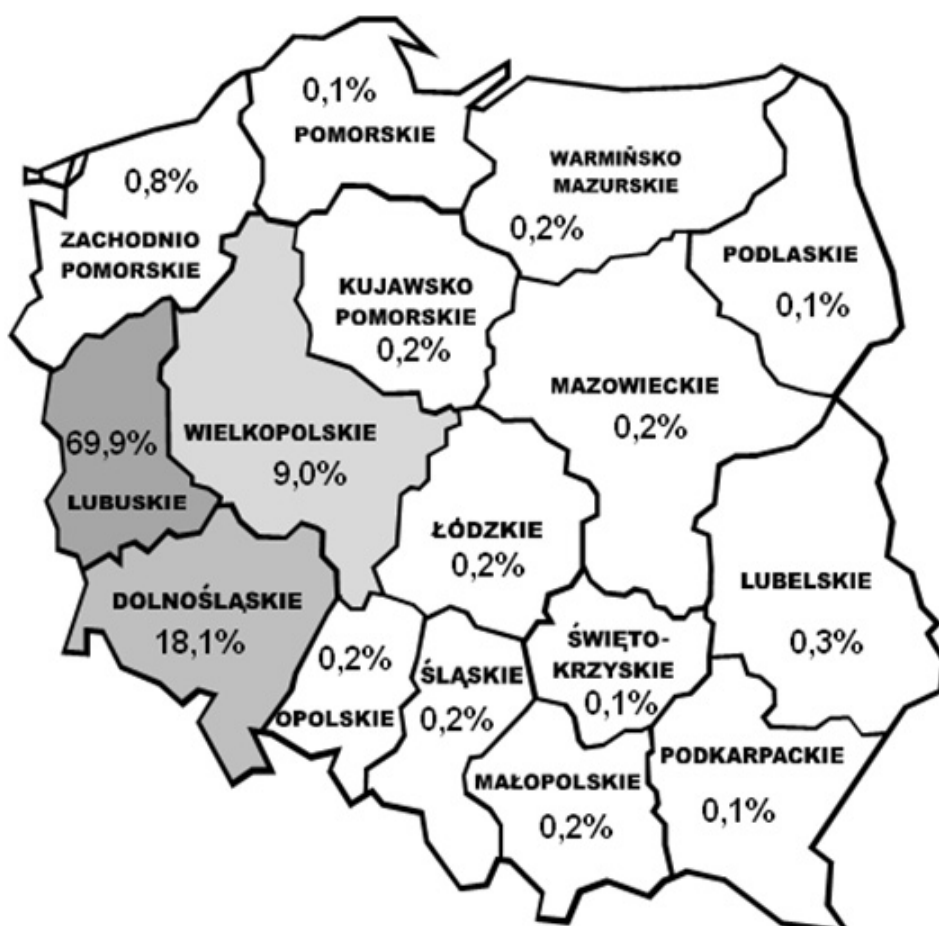 0,1%
POMORSKIE
0,8%
ZACHODNIO
POMORSKIE
WARMIŃSKO
MAZURSKIE
0,2%
PODLASKIE
0,1%
KUJAWSKO
POMORSKIE
0,2%
MAZOWIECKIE
0,2%
69,9%
LUBUSKIE
WIELKOPOLSKIE
9,0%
ŁÓDZKIE
0,2%
LUBELSKIE
0,3%
DOLNOŚLĄSKIE
18,1%
0,2%
OPOLSKIE
ŚLĄSKIE
0,2%
ŚWIĘTO-
KRZYSKIE
0,1%
MAŁOPOLSKIE
0,2%
PODKARPACKIE
0,1%